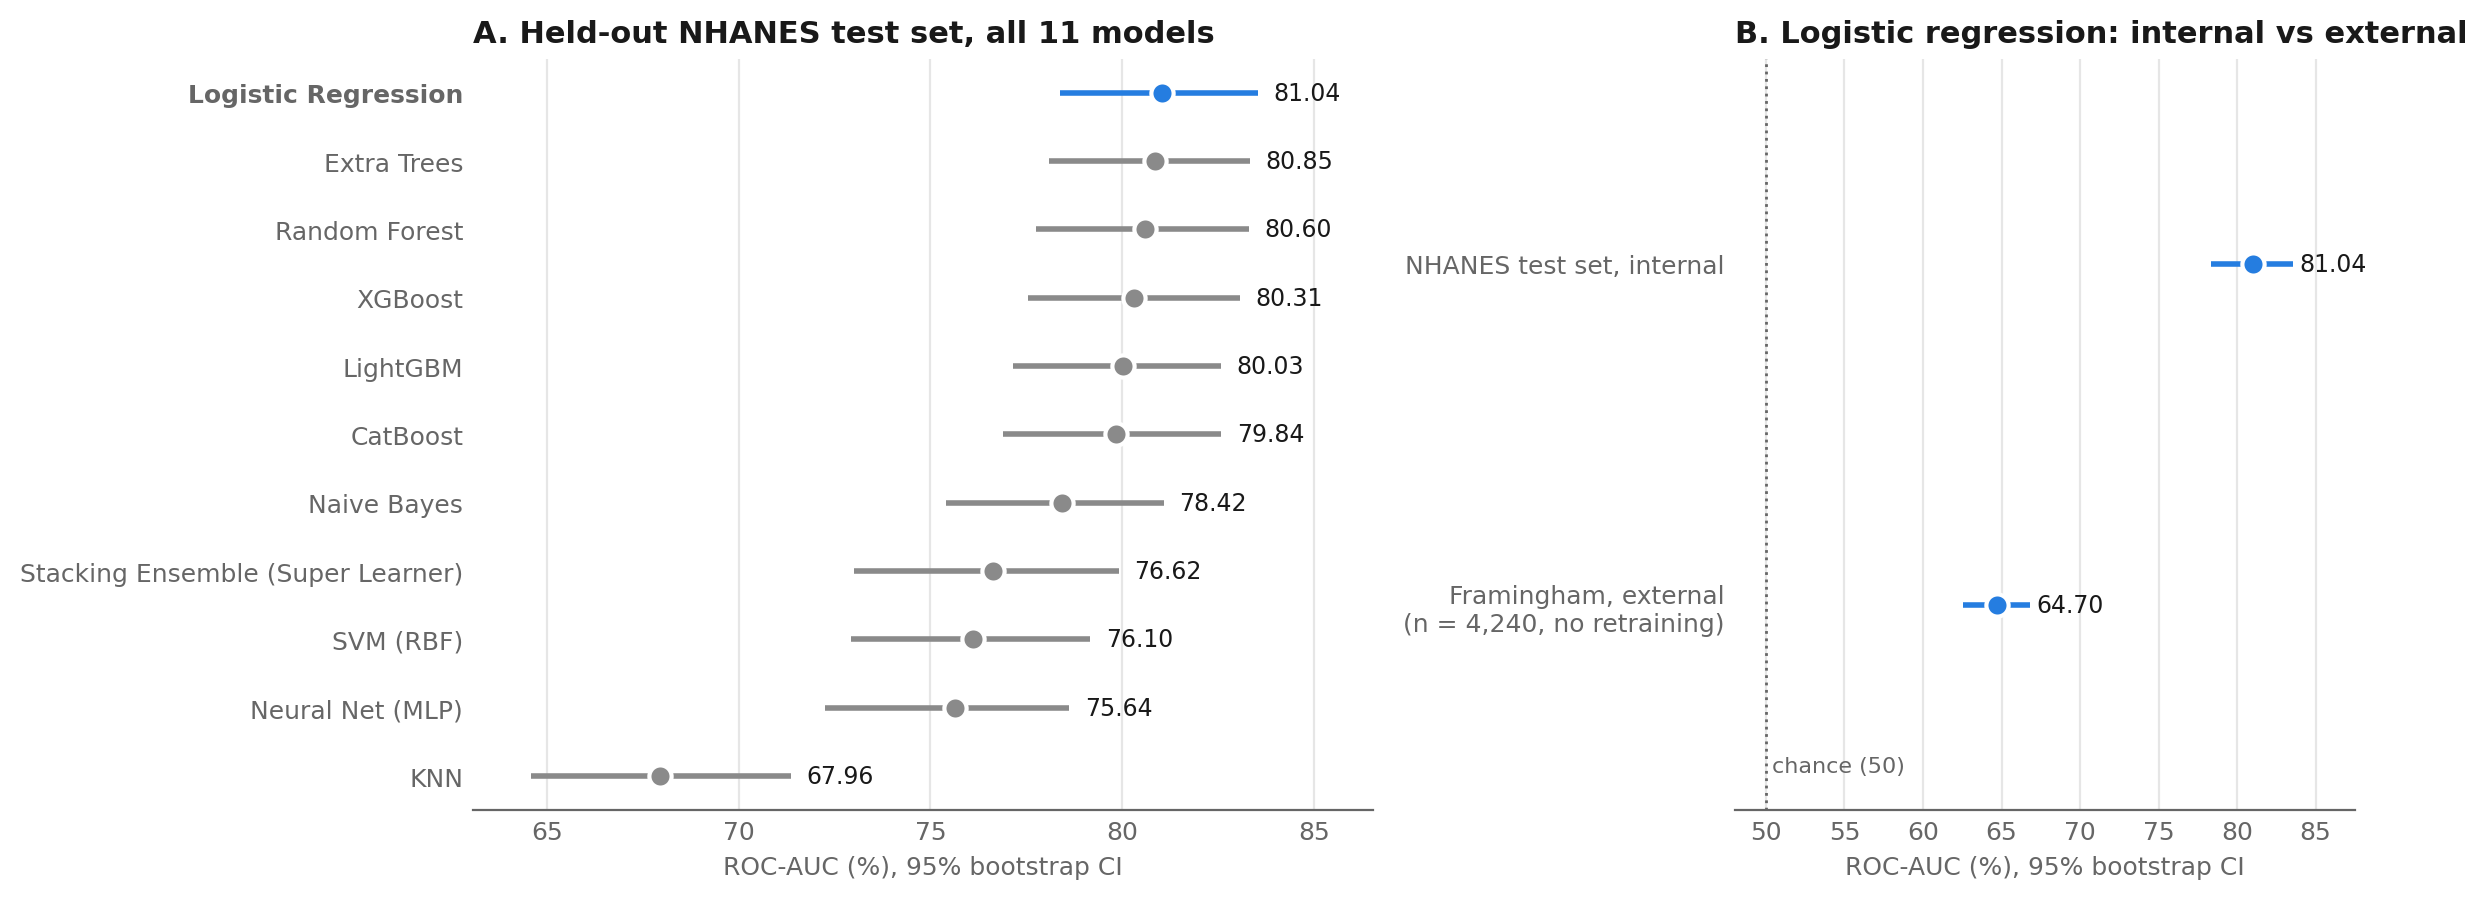 A. Held-out NHANES test set, all 11 models
Logistic Regression 81.04
Extra Trees 80.85
Random Forest 80.60
XGBoost 80.31
LightGBM 80.03
CatBoost 79.84
Naive Bayes 78.42
Stacking Ensemble (Super Learner) 76.62
SVM (RBF) 76.10
Neural Net (MLP) 75.64
KNN 67.96
65 70 75 80 85
ROC-AUC (%), 95% bootstrap CI
B. Logistic regression: internal vs external
NHANES test set, internal 81.04
Framingham, external
(n = 4,240, no retraining) 64.70
chance (50)
50 55 60 65 70 75 80 85
ROC-AUC (%), 95% bootstrap CI